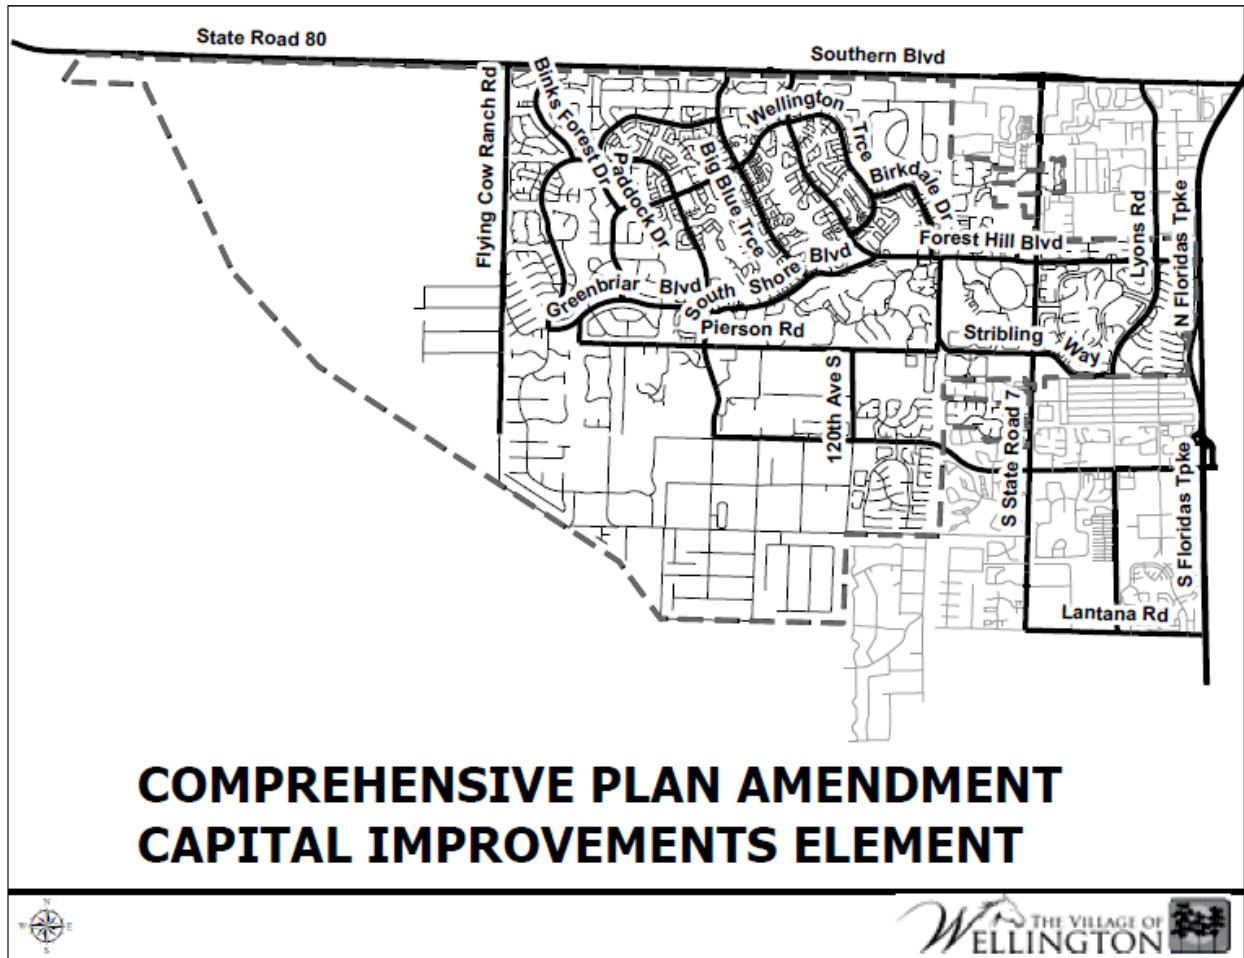 State Road 80
Southern Blvd
Flying Cow Ranch Rd
Binks Forest Dr
Wellington Trce
Paddock Dr
Big Blue Trce
Birkdale Dr
Forest Hill Blvd
Lyons Rd
N Floridas Tpke
Greenbriar Blvd
South Shore Blvd
Pierson Rd
Stribling Way
120th Ave S
S State Road 7
S Floridas Tpke
Lantana Rd
COMPREHENSIVE PLAN AMENDMENT
CAPITAL IMPROVEMENTS ELEMENT
N
W E
S
THE VILLAGE OF
WELLINGTON